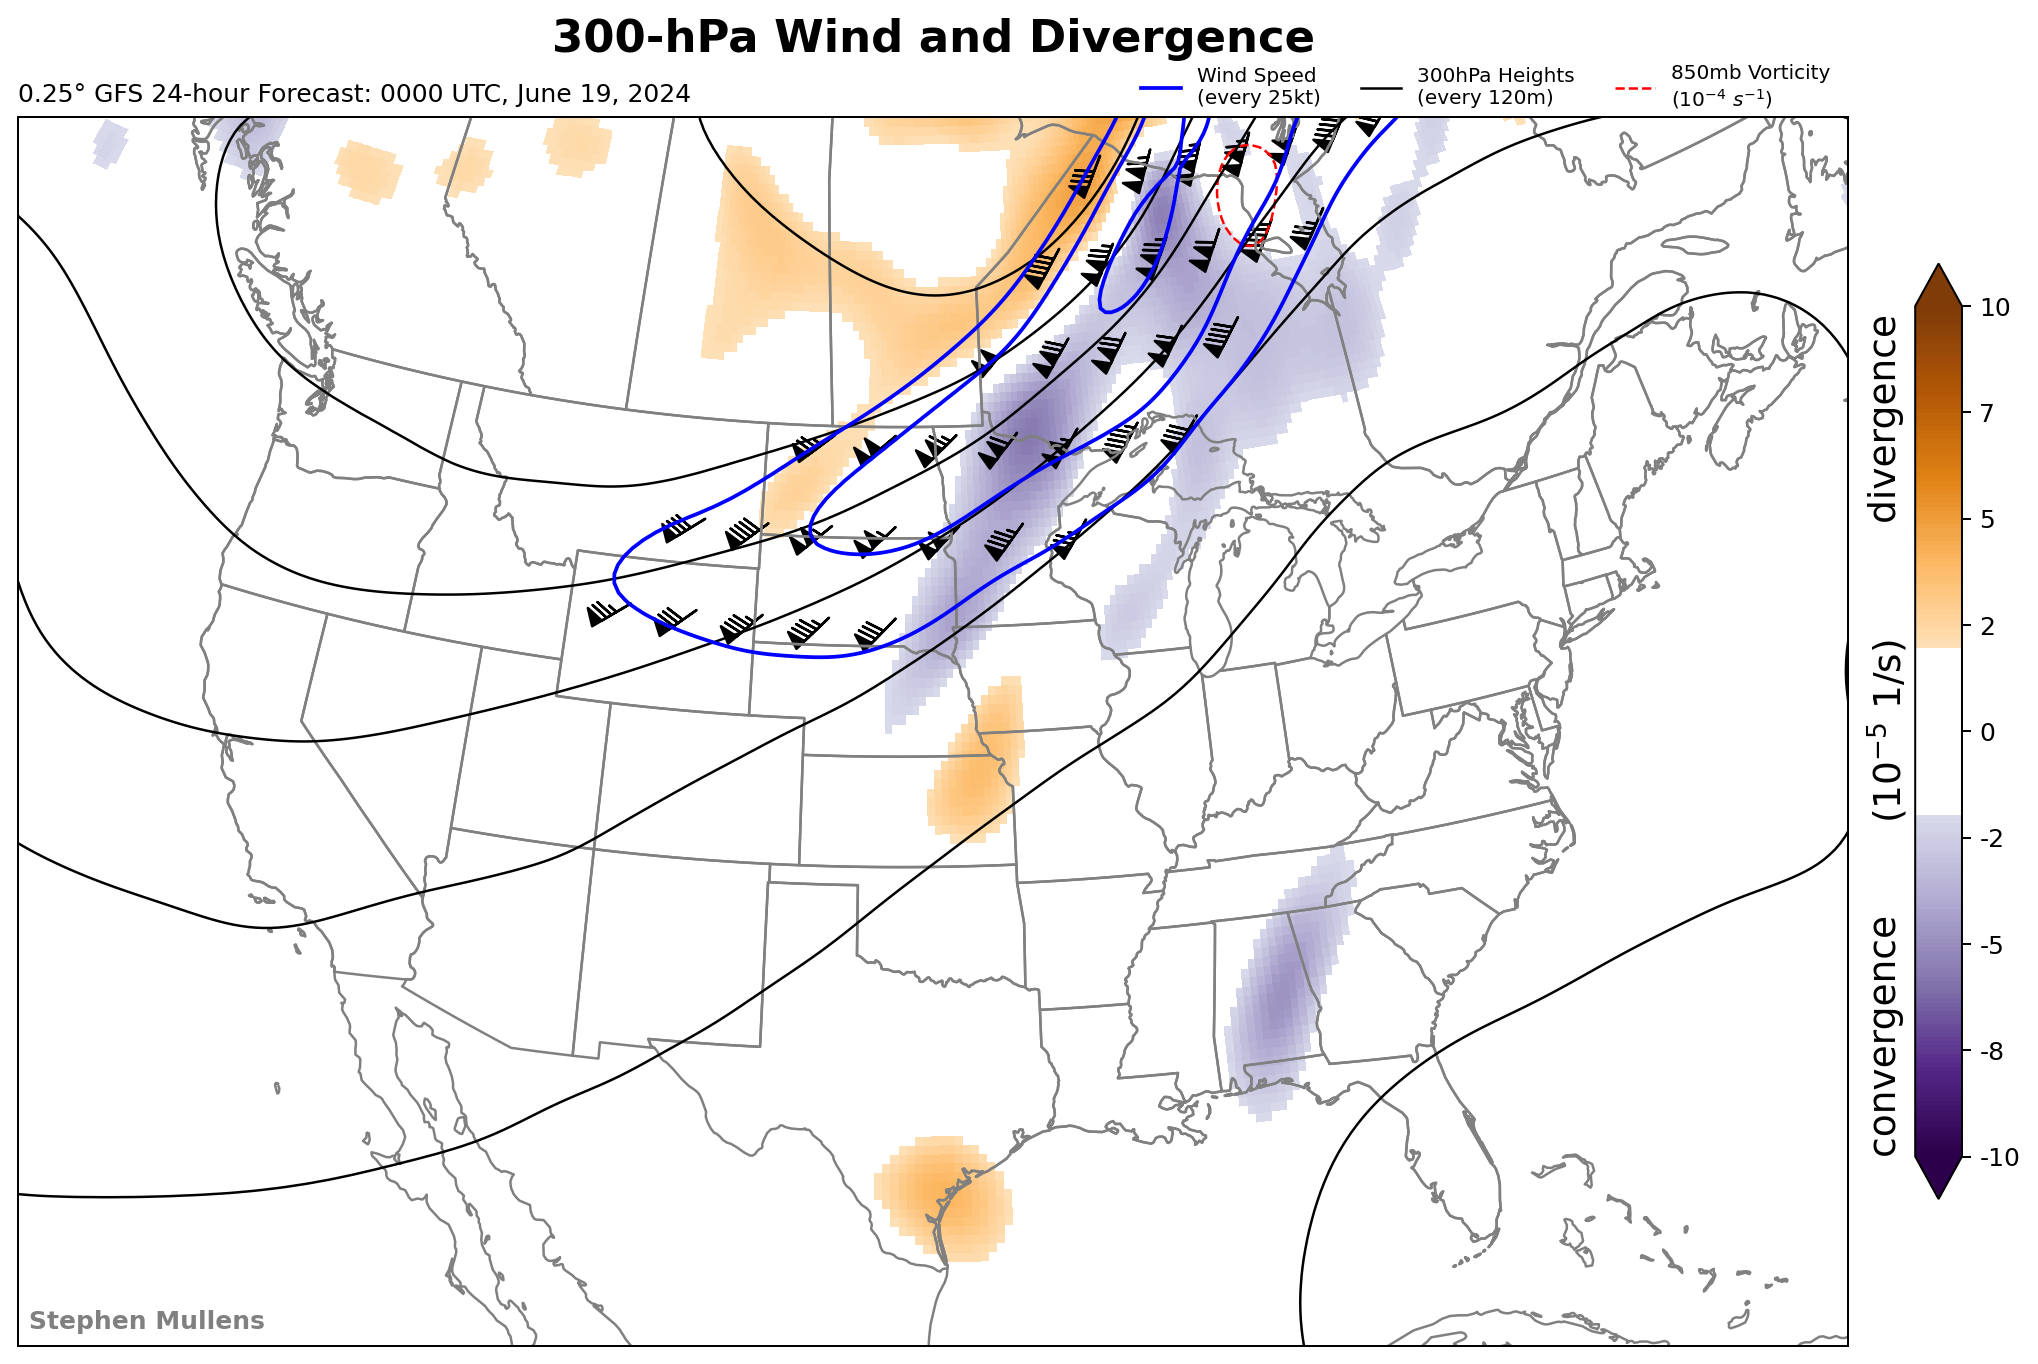 300-hPa Wind and Divergence
0.25° GFS 24-hour Forecast: 0000 UTC, June 19, 2024
Wind Speed
(every 25kt)
300hPa Heights
(every 120m)
850mb Vorticity
(10⁻⁴ s⁻¹)
10
7
5
2
0
-2
-5
-8
-10
convergence (10⁻⁵ 1/s) divergence
Stephen Mullens